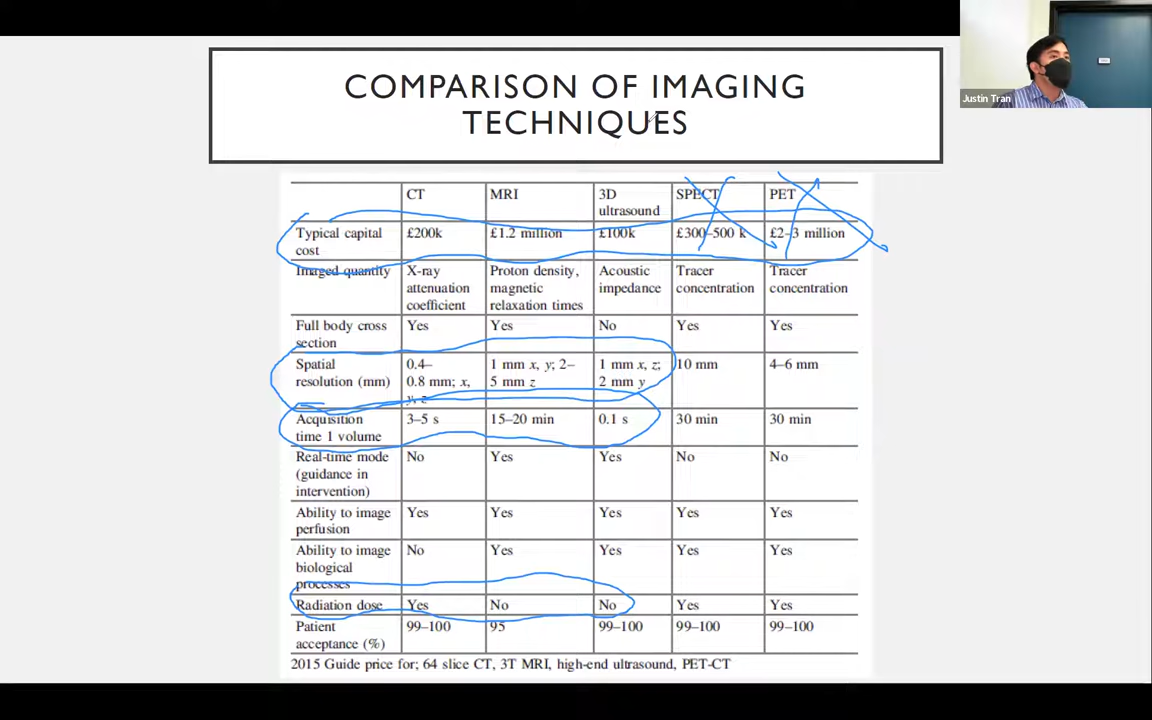 COMPARISON OF IMAGING
TECHNIQUES
Justin Tran
CT MRI 3D ultrasound SPECT PET
Typical capital cost £200k £1.2 million £100k £300–500 k £2–3 million
Imaged quantity X-ray attenuation coefficient Proton density, magnetic relaxation times Acoustic impedance Tracer concentration Tracer concentration
Full body cross section Yes Yes No Yes Yes
Spatial resolution (mm) 0.4–0.8 mm; x, y, z 1 mm x, y; 2–5 mm z 1 mm x, z; 2 mm y 10 mm 4–6 mm
Acquisition time 1 volume 3–5 s 15–20 min 0.1 s 30 min 30 min
Real-time mode (guidance in intervention) No Yes Yes No No
Ability to image perfusion Yes Yes Yes Yes Yes
Ability to image biological processes No Yes Yes Yes Yes
Radiation dose Yes No No Yes Yes
Patient acceptance (%) 99–100 95 99–100 99–100 99–100
2015 Guide price for; 64 slice CT, 3T MRI, high-end ultrasound, PET-CT